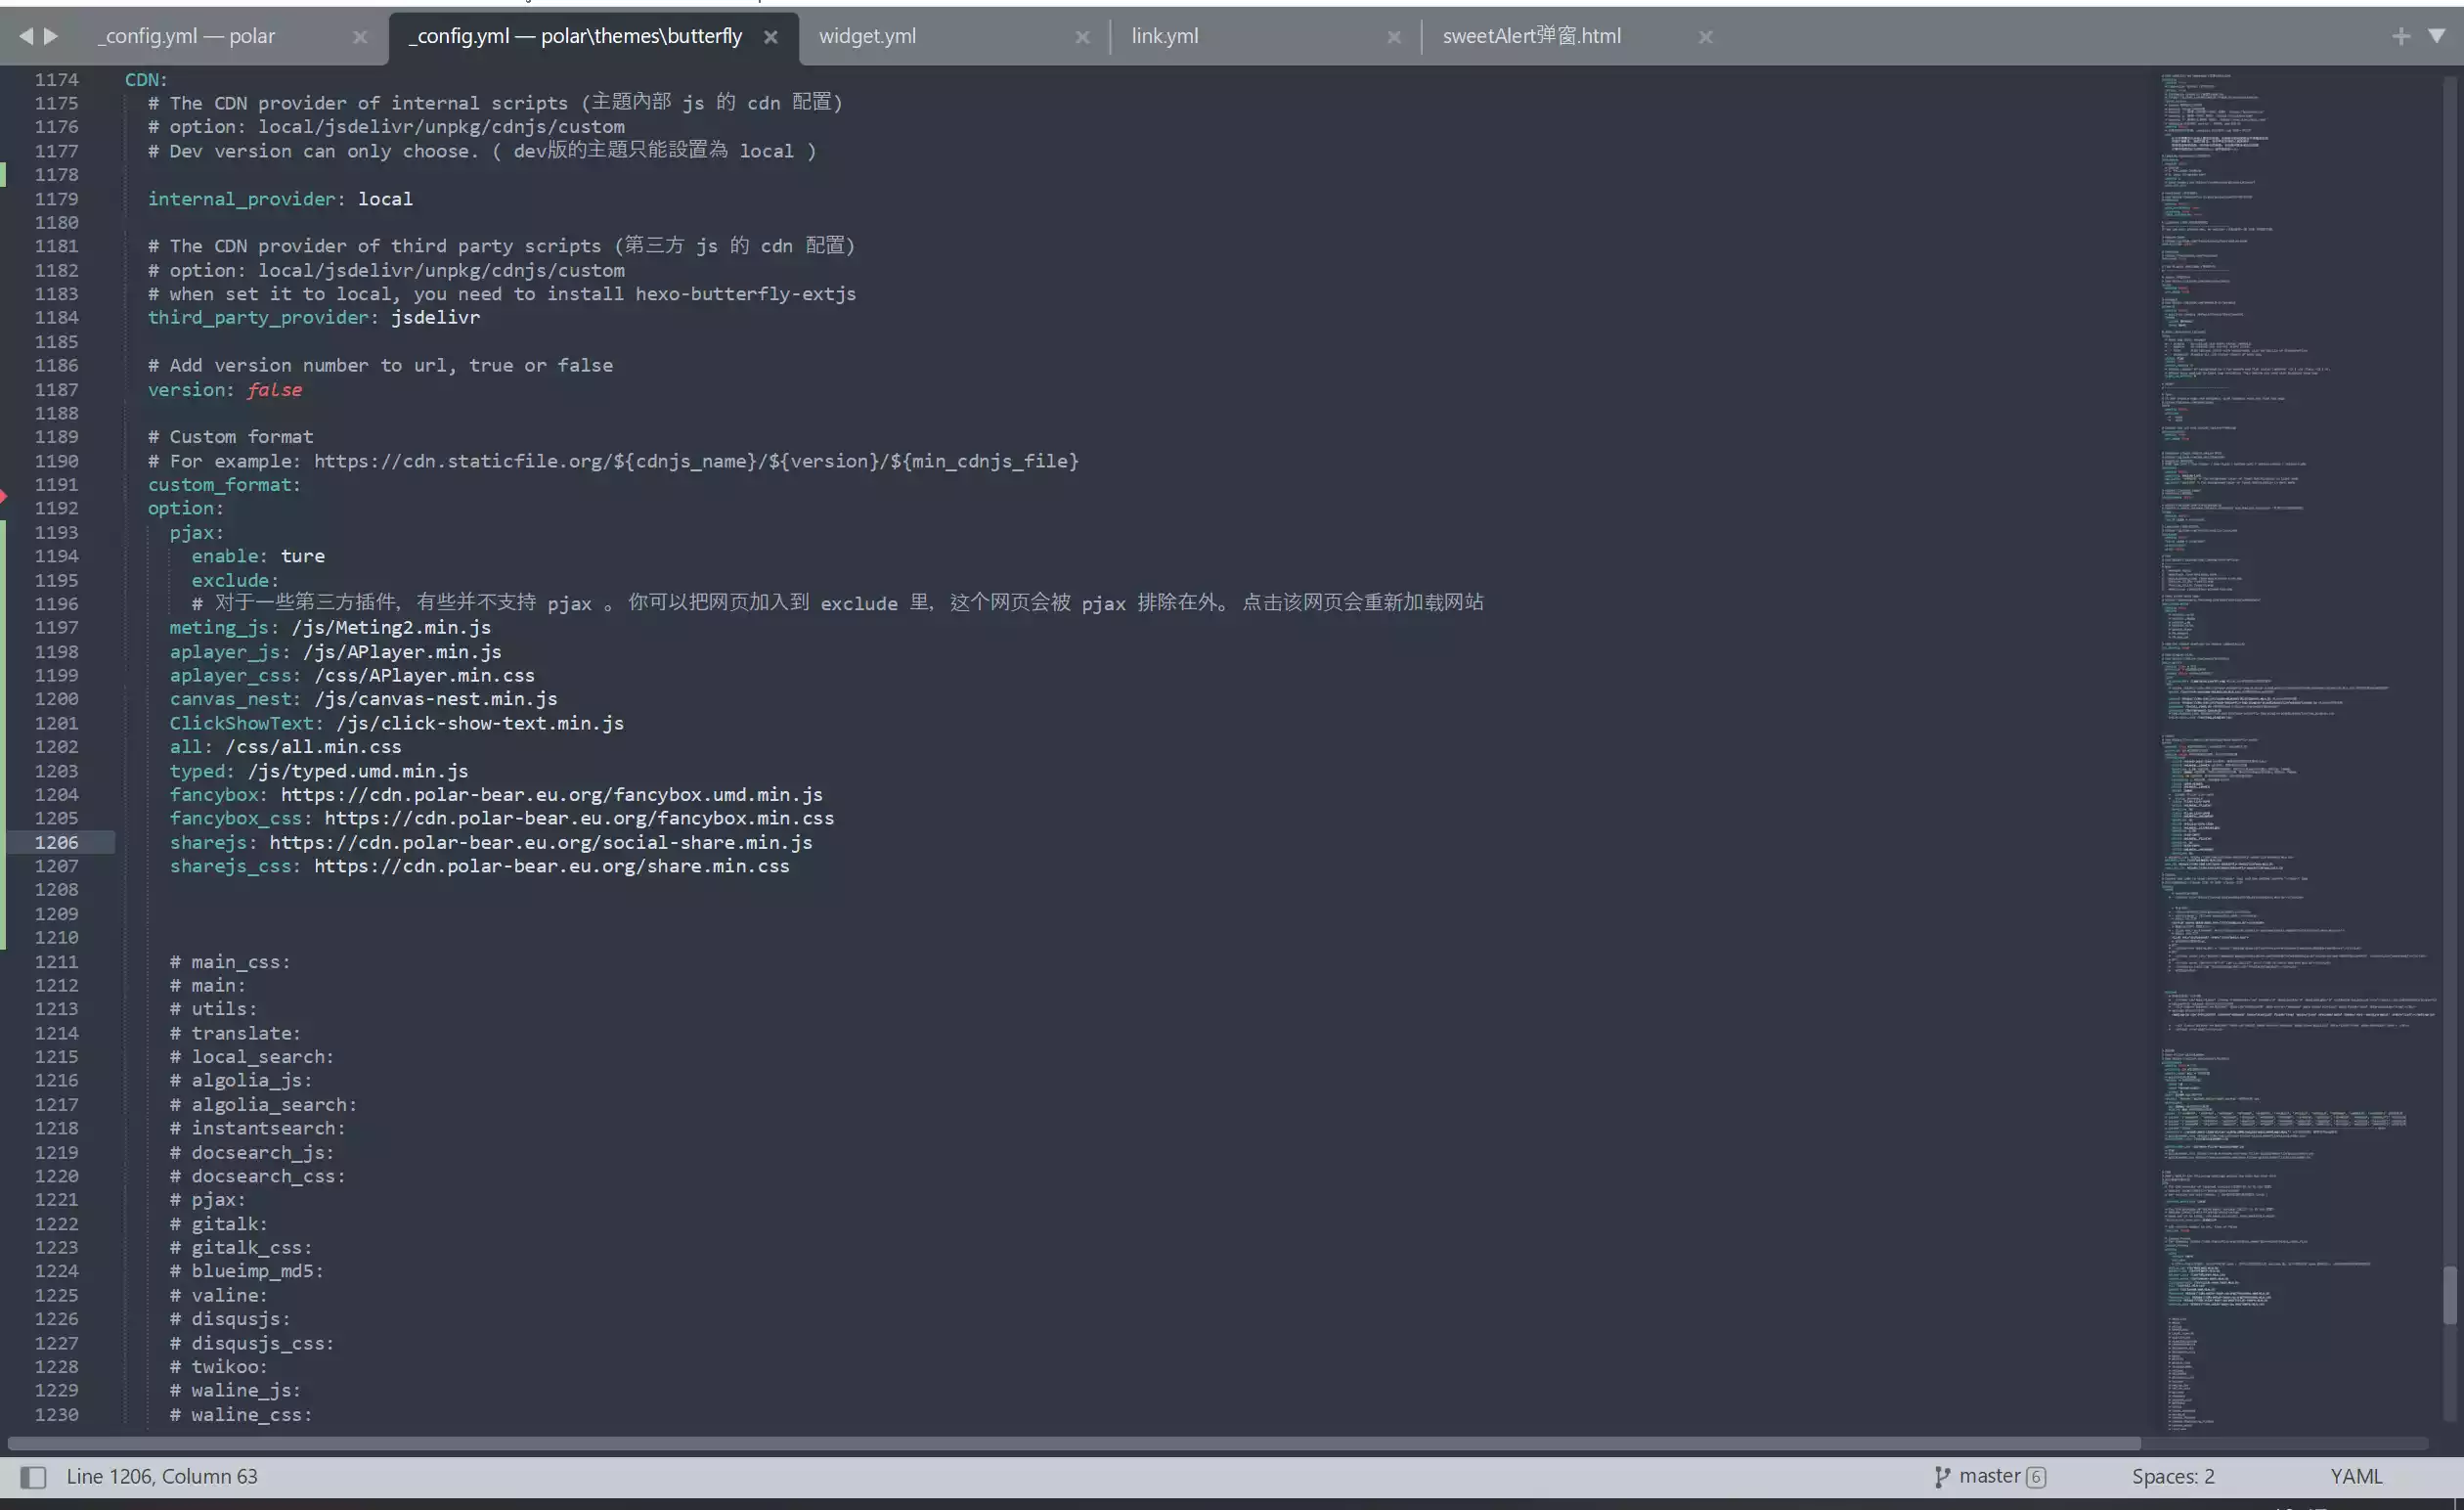 _config.yml — polar
_config.yml — polar\themes\butterfly
widget.yml
link.yml
sweetAlert弹窗.html
1174 CDN:
1175 # The CDN provider of internal scripts (主題內部 js 的 cdn 配置)
1176 # option: local/jsdelivr/unpkg/cdnjs/custom
1177 # Dev version can only choose. ( dev版的主題只能設置為 local )
1178
1179 internal_provider: local
1180
1181 # The CDN provider of third party scripts (第三方 js 的 cdn 配置)
1182 # option: local/jsdelivr/unpkg/cdnjs/custom
1183 # when set it to local, you need to install hexo-butterfly-extjs
1184 third_party_provider: jsdelivr
1185
1186 # Add version number to url, true or false
1187 version: false
1188
1189 # Custom format
1190 # For example: https://cdn.staticfile.org/${cdnjs_name}/${version}/${min_cdnjs_file}
1191 custom_format:
1192 option:
1193 pjax:
1194 enable: ture
1195 exclude:
1196 # 对于一些第三方插件，有些并不支持 pjax 。你可以把网页加入到 exclude 里，这个网页会被 pjax 排除在外。点击该网页会重新加载网站
1197 meting_js: /js/Meting2.min.js
1198 aplayer_js: /js/APlayer.min.js
1199 aplayer_css: /css/APlayer.min.css
1200 canvas_nest: /js/canvas-nest.min.js
1201 ClickShowText: /js/click-show-text.min.js
1202 all: /css/all.min.css
1203 typed: /js/typed.umd.min.js
1204 fancybox: https://cdn.polar-bear.eu.org/fancybox.umd.min.js
1205 fancybox_css: https://cdn.polar-bear.eu.org/fancybox.min.css
1206 sharejs: https://cdn.polar-bear.eu.org/social-share.min.js
1207 sharejs_css: https://cdn.polar-bear.eu.org/share.min.css
1208
1209
1210
1211 # main_css:
1212 # main:
1213 # utils:
1214 # translate:
1215 # local_search:
1216 # algolia_js:
1217 # algolia_search:
1218 # instantsearch:
1219 # docsearch_js:
1220 # docsearch_css:
1221 # pjax:
1222 # gitalk:
1223 # gitalk_css:
1224 # blueimp_md5:
1225 # valine:
1226 # disqusjs:
1227 # disqusjs_css:
1228 # twikoo:
1229 # waline_js:
1230 # waline_css:
Line 1206, Column 63
master 6
Spaces: 2
YAML